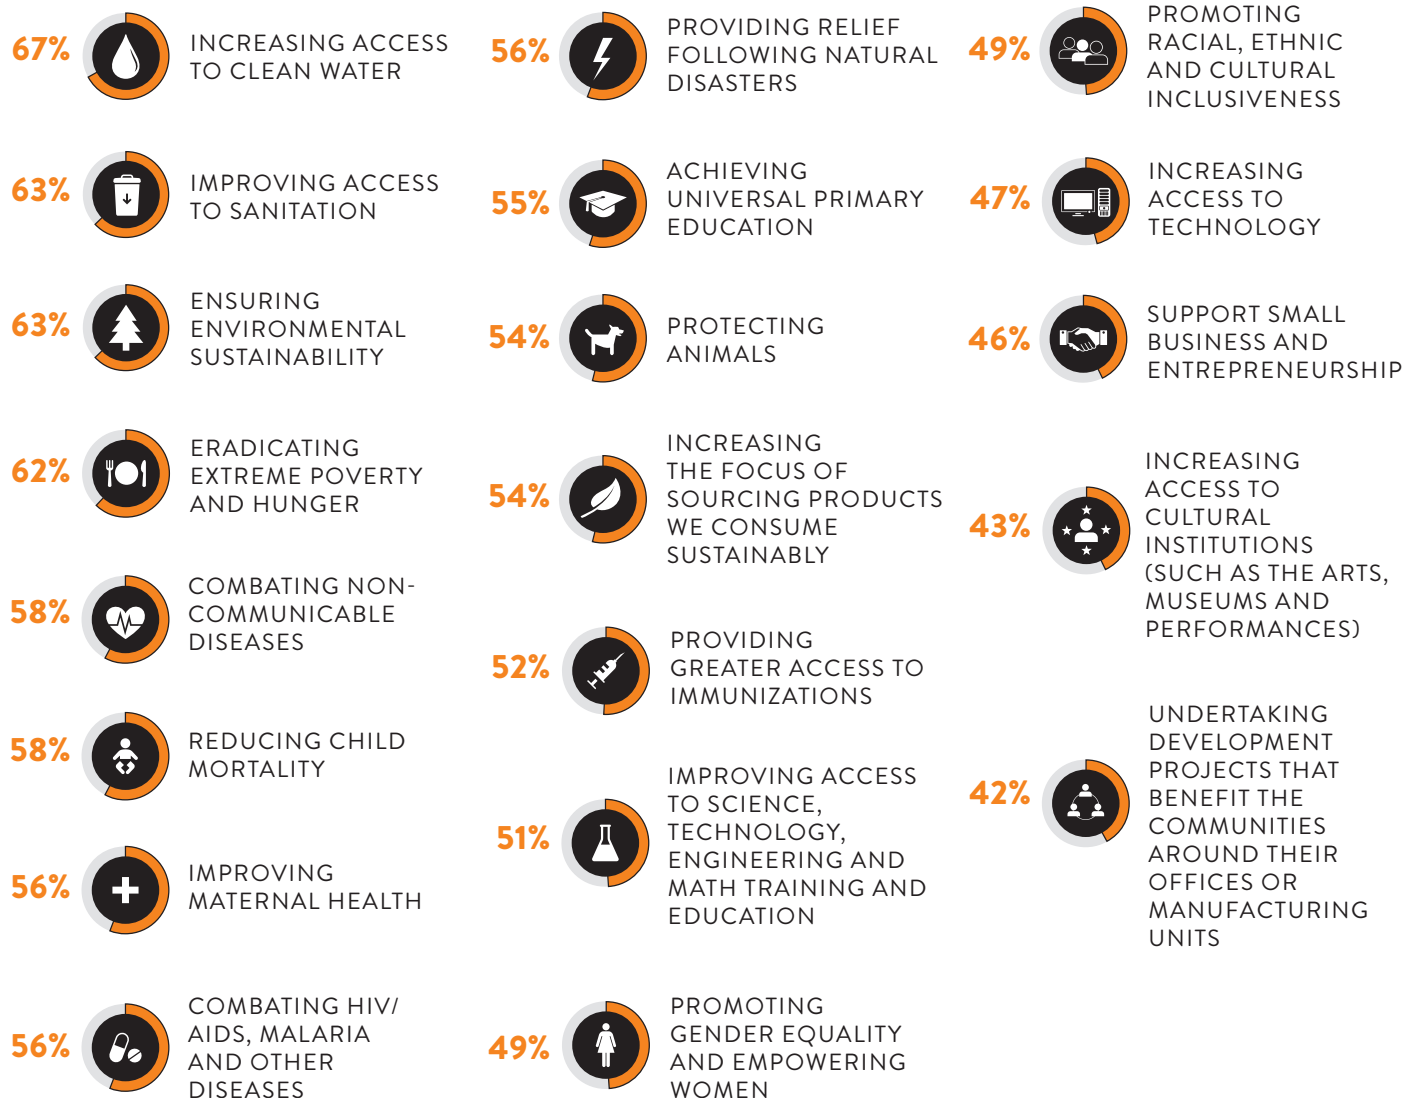 67%
INCREASING ACCESS
TO CLEAN WATER
63%
IMPROVING ACCESS
TO SANITATION
63%
ENSURING
ENVIRONMENTAL
SUSTAINABILITY
62%
ERADICATING
EXTREME POVERTY
AND HUNGER
58%
COMBATING NON-
COMMUNICABLE
DISEASES
58%
REDUCING CHILD
MORTALITY
56%
IMPROVING
MATERNAL HEALTH
56%
COMBATING HIV/
AIDS, MALARIA
AND OTHER
DISEASES
56%
PROVIDING RELIEF
FOLLOWING NATURAL
DISASTERS
55%
ACHIEVING
UNIVERSAL PRIMARY
EDUCATION
54%
PROTECTING
ANIMALS
54%
INCREASING
THE FOCUS OF
SOURCING PRODUCTS
WE CONSUME
SUSTAINABLY
52%
PROVIDING
GREATER ACCESS TO
IMMUNIZATIONS
51%
IMPROVING ACCESS
TO SCIENCE,
TECHNOLOGY,
ENGINEERING AND
MATH TRAINING AND
EDUCATION
49%
PROMOTING
GENDER EQUALITY
AND EMPOWERING
WOMEN
49%
PROMOTING
RACIAL, ETHNIC
AND CULTURAL
INCLUSIVENESS
47%
INCREASING
ACCESS TO
TECHNOLOGY
46%
SUPPORT SMALL
BUSINESS AND
ENTREPRENEURSHIP
43%
INCREASING
ACCESS TO
CULTURAL
INSTITUTIONS
(SUCH AS THE ARTS,
MUSEUMS AND
PERFORMANCES)
42%
UNDERTAKING
DEVELOPMENT
PROJECTS THAT
BENEFIT THE
COMMUNITIES
AROUND THEIR
OFFICES OR
MANUFACTURING
UNITS